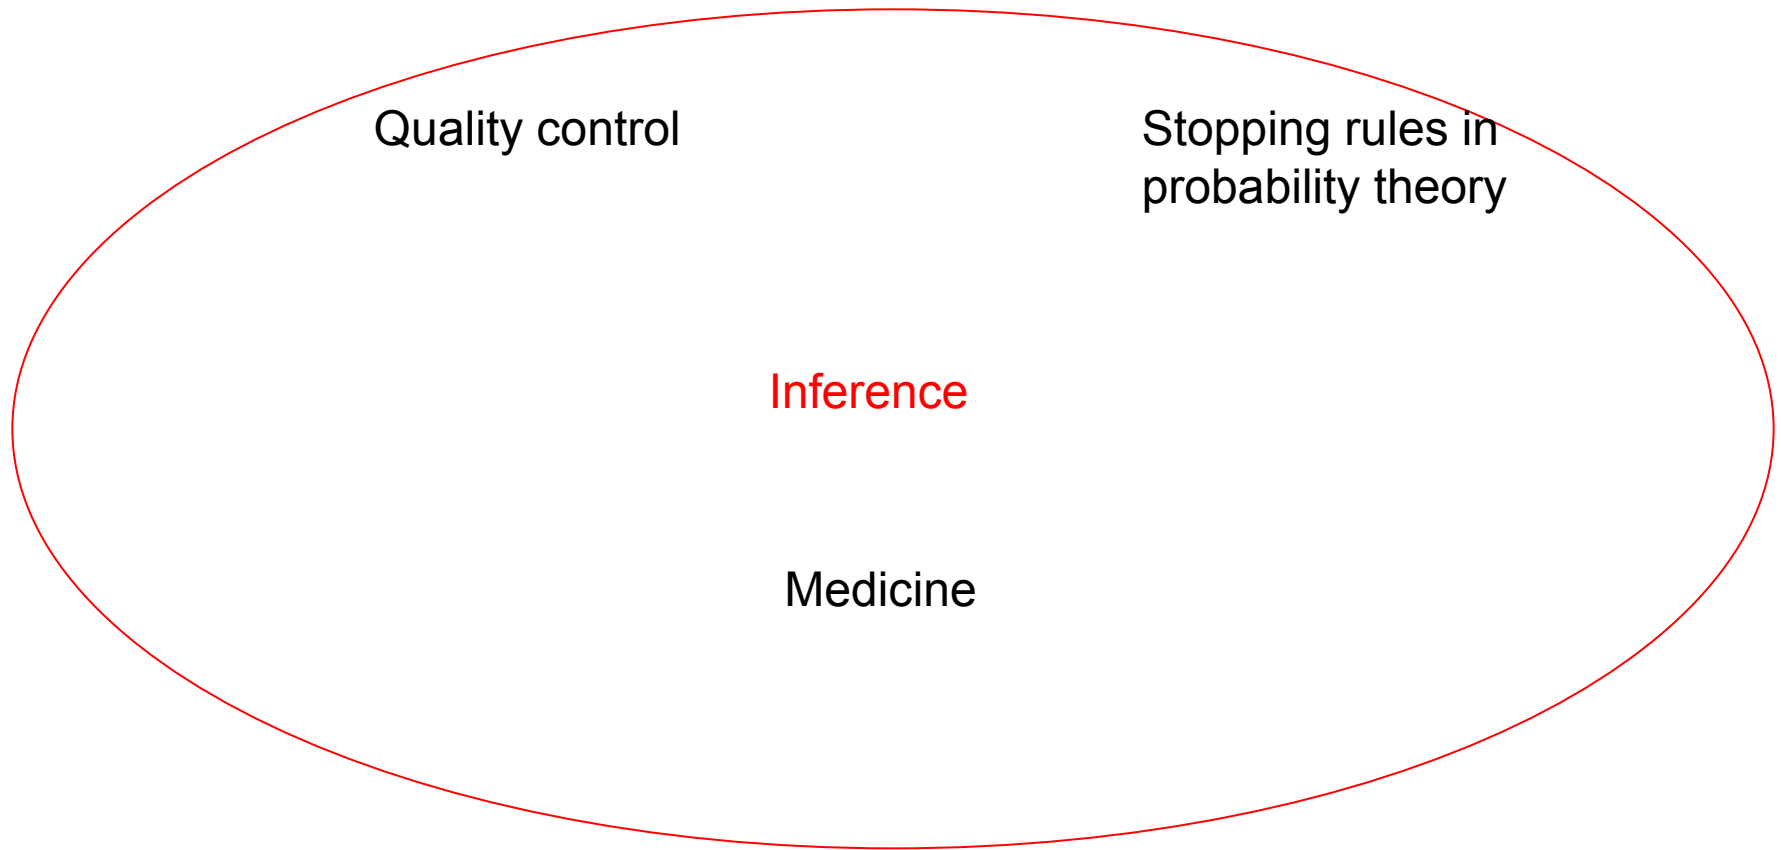 Quality control
Stopping rules in
probability theory
Inference
Medicine